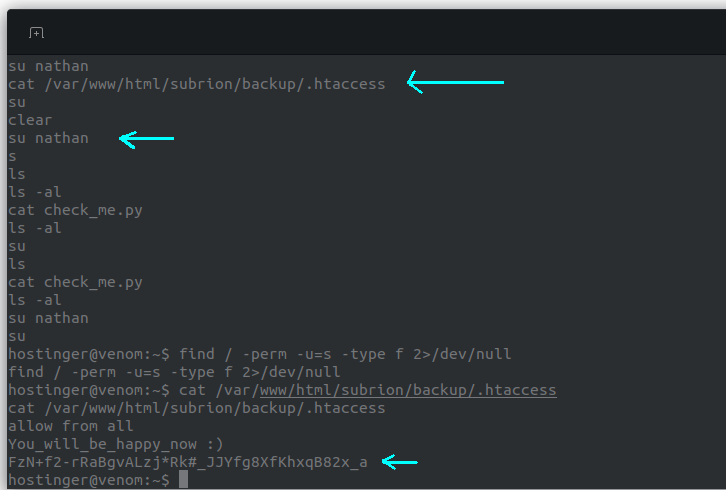 su nathan
cat /var/www/html/subrion/backup/.htaccess
su
clear
su nathan
s
ls
ls -al
cat check_me.py
ls -al
su
ls
cat check_me.py
ls -al
su nathan
su
hostinger@venom:~$ find / -perm -u=s -type f 2>/dev/null
find / -perm -u=s -type f 2>/dev/null
hostinger@venom:~$ cat /var/www/html/subrion/backup/.htaccess
cat /var/www/html/subrion/backup/.htaccess
allow from all
You_will_be_happy_now :)
FzN+f2-rRaBgvALzj*Rk#_JJYfg8XfKhxqB82x_a
hostinger@venom:~$